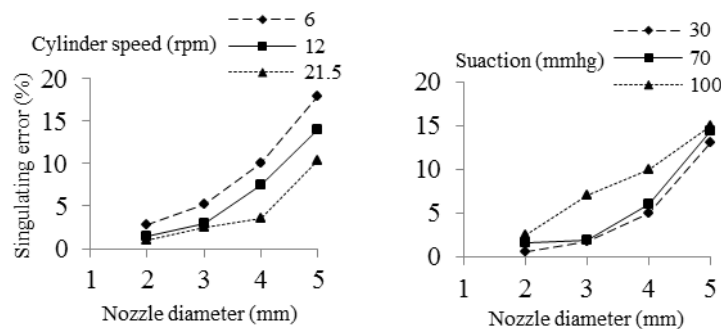 Cylinder speed (rpm)
6
12
21.5
Singulating error (%)
20
15
10
5
0
1 2 3 4 5
Nozzle diameter (mm)
Suaction (mmhg)
30
70
100
20
15
10
5
0
1 2 3 4 5
Nozzle diameter (mm)